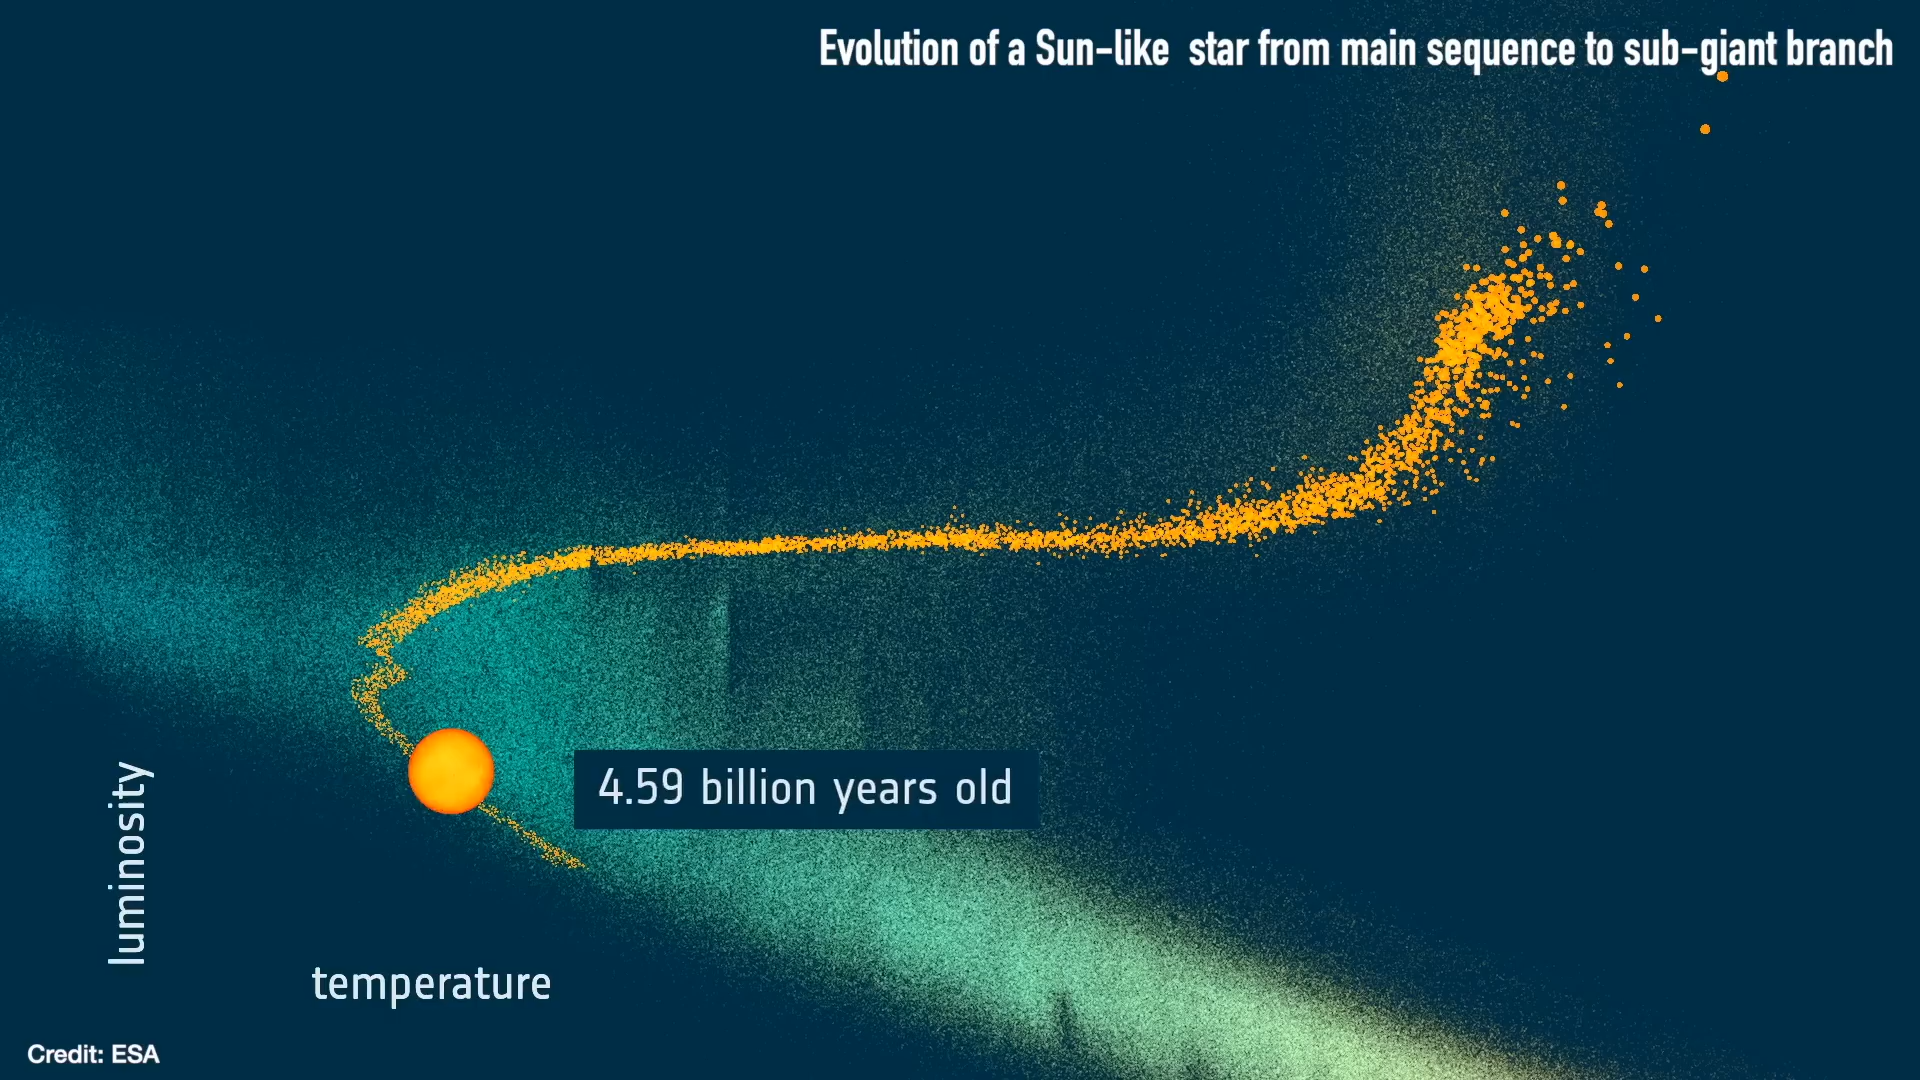 Evolution of a Sun-like  star from main sequence to sub-giant branch
4.59 billion years old
luminosity
temperature
Credit: ESA